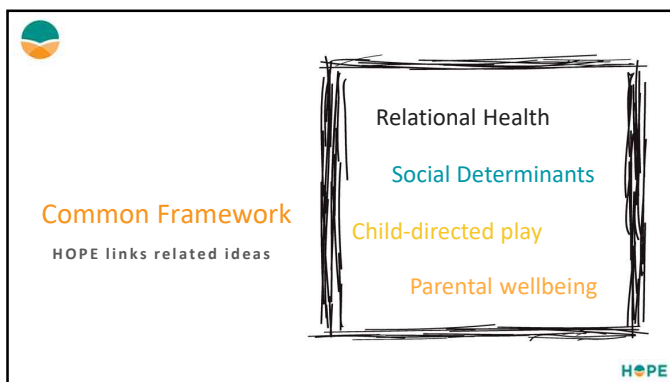 Common Framework
HOPE links related ideas
Relational Health
Social Determinants
Child-directed play
Parental wellbeing
HOPE